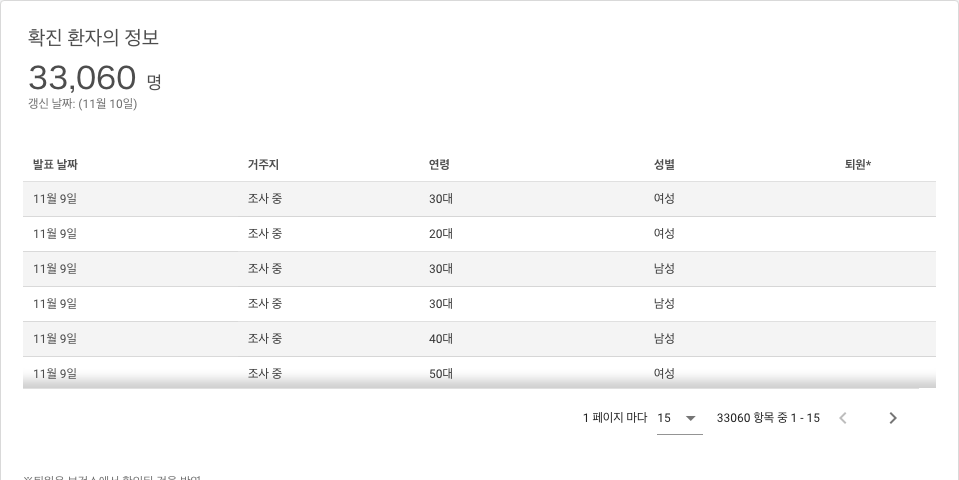 확진 환자의 정보
33,060 명
갱신 날짜: (11월 10일)
발표 날짜 거주지 연령 성별 퇴원*
11월 9일 조사 중 30대 여성
11월 9일 조사 중 20대 여성
11월 9일 조사 중 30대 남성
11월 9일 조사 중 30대 남성
11월 9일 조사 중 40대 남성
11월 9일 조사 중 50대 여성
1 페이지 마다 15 33060 항목 중 1 - 15